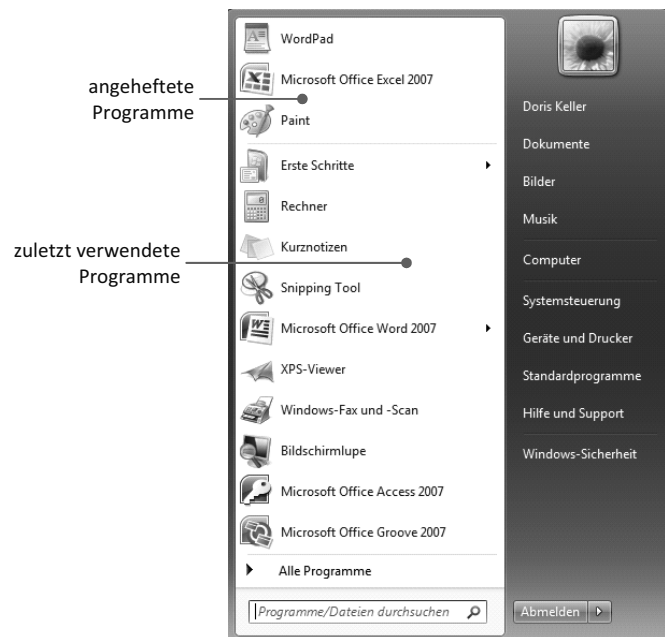 angeheftete
Programme
zuletzt verwendete
Programme
WordPad
Microsoft Office Excel 2007
Paint
Erste Schritte
Rechner
Kurznotizen
Snipping Tool
Microsoft Office Word 2007
XPS-Viewer
Windows-Fax und -Scan
Bildschirmlupe
Microsoft Office Access 2007
Microsoft Office Groove 2007
Alle Programme
Programme/Dateien durchsuchen
Doris Keller
Dokumente
Bilder
Musik
Computer
Systemsteuerung
Geräte und Drucker
Standardprogramme
Hilfe und Support
Windows-Sicherheit
Abmelden